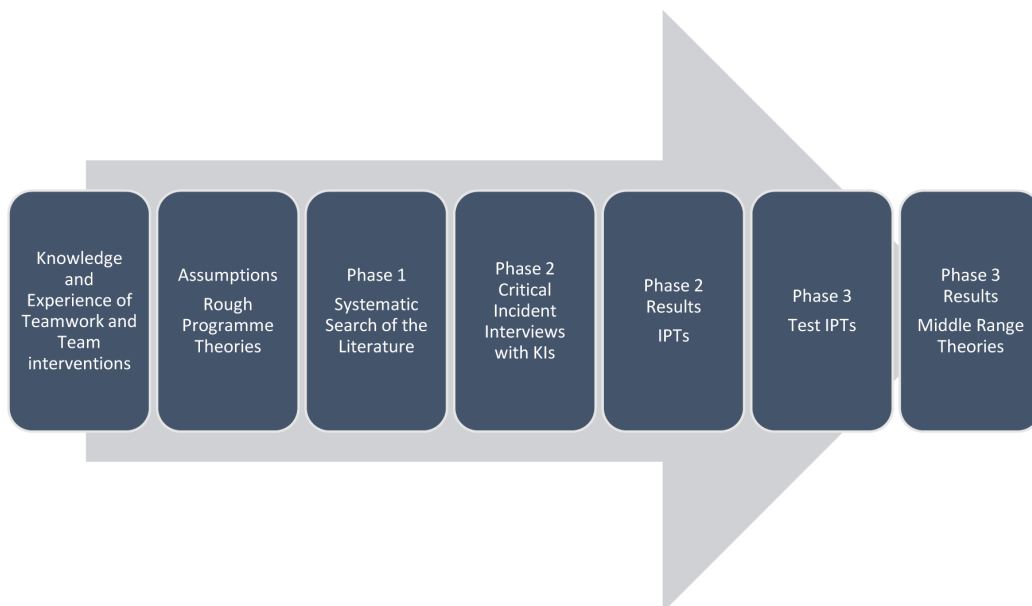 Knowledge
and
Experience of
Teamwork and
Team
interventions
Assumptions
Rough
Programme
Theories
Phase 1
Systematic
Search of the
Literature
Phase 2
Critical
Incident
Interviews
with KIs
Phase 2
Results
IPTs
Phase 3
Test IPTs
Phase 3
Results
Middle Range
Theories